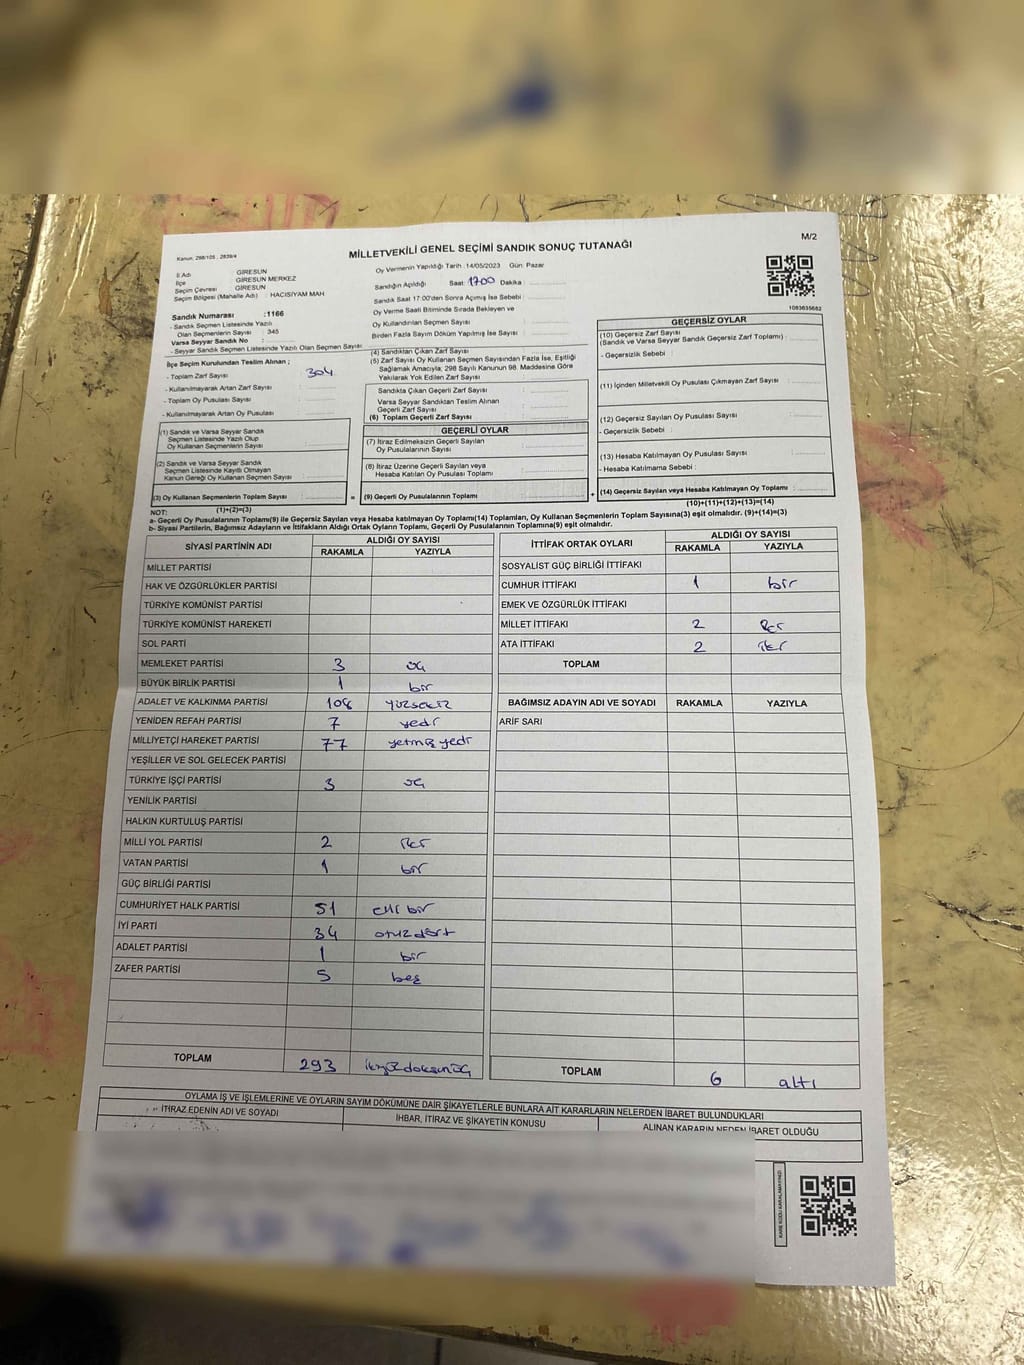 M/2
Kanun: 298/105 , 2839/4
MİLLETVEKİLİ GENEL SEÇİMİ SANDIK SONUÇ TUTANAĞI
İl Adı : GİRESUN
İlçe : GİRESUN MERKEZ
Seçim Çevresi : GİRESUN
Seçim Bölgesi (Mahalle Adı) : HACISİYAM MAH
Sandık Numarası :1166
- Sandık Seçmen Listesinde Yazılı
Olan Seçmenlerin Sayısı : 345
Varsa Seyyar Sandık No :
- Seyyar Sandık Seçmen Listesinde Yazılı Olan Seçmen Sayısı:
İlçe Seçim Kurulundan Teslim Alınan ;
- Toplam Zarf Sayısı : 304
- Kullanılmayarak Artan Zarf Sayısı :
- Toplam Oy Pusulası Sayısı :
- Kullanılmayarak Artan Oy Pusulası :
(1) Sandık ve Varsa Seyyar Sandık
Seçmen Listesinde Yazılı Olup
Oy Kullanan Seçmenlerin Sayısı :
(2) Sandık ve Varsa Seyyar Sandık
Seçmen Listesinde Kayıtlı Olmayan
Kanun Gereği Oy Kullanan Seçmen Sayısı :
(3) Oy Kullanan Seçmenlerin Toplam Sayısı :
(1)+(2)=(3)
Oy Vermenin Yapıldığı Tarih :14/05/2023 Gün: Pazar
Sandığın Açıldığı Saat: 1700 Dakika :
Sandık Saat 17:00'den Sonra Açılmış İse Sebebi :
Oy Verme Saati Bitiminde Sırada Bekleyen ve
Oy Kullandırılan Seçmen Sayısı :
Birden Fazla Sayım Döküm Yapılmış İse Sayısı :
(4) Sandıktan Çıkan Zarf Sayısı
(5) Zarf Sayısı Oy Kullanan Seçmen Sayısından Fazla İse, Eşitliği
Sağlamak Amacıyla, 298 Sayılı Kanunun 98. Maddesine Göre
Yakılarak Yok Edilen Zarf Sayısı :
Sandıkta Çıkan Geçerli Zarf Sayısı :
Varsa Seyyar Sandıktan Teslim Alınan
Geçerli Zarf Sayısı :
(6) Toplam Geçerli Zarf Sayısı :
GEÇERLİ OYLAR
(7) İtiraz Edilmeksizin Geçerli Sayılan
Oy Pusulasının Sayısı :
(8) İtiraz Üzerine Geçerli Sayılan veya
Hesaba Katılan Oy Pusulası Toplamı :
= (9) Geçerli Oy Pusulalarının Toplamı :
1083635682
GEÇERSİZ OYLAR
(10) Geçersiz Zarf Sayısı
(Sandık ve Varsa Seyyar Sandık Geçersiz Zarf Toplamı) :
- Geçersizlik Sebebi :
(11) İçinden Milletvekili Oy Pusulası Çıkmayan Zarf Sayısı :
(12) Geçersiz Sayılan Oy Pusulası Sayısı :
- Geçersizlik Sebebi :
(13) Hesaba Katılmayan Oy Pusulası Sayısı :
- Hesaba Katılmama Sebebi :
+ (14) Geçersiz Sayılan veya Hesaba Katılmayan Oy Toplamı :
(10)+(11)+(12)+(13)=(14)
NOT:
a- Geçerli Oy Pusulalarının Toplamı(9) ile Geçersiz Sayılan veya Hesaba katılmayan Oy Toplamı(14) Toplamları, Oy Kullanan Seçmenlerin Toplam Sayısına(3) eşit olmalıdır. (9)+(14)=(3)
b- Siyasi Partilerin, Bağımsız Adayların ve İttifakların Aldığı Ortak Oyların Toplamı, Geçerli Oy Pusulalarının Toplamına(9) eşit olmalıdır.
SİYASİ PARTİNİN ADI ALDIĞI OY SAYISI
RAKAMLA YAZIYLA
MİLLET PARTİSİ
HAK VE ÖZGÜRLÜKLER PARTİSİ
TÜRKİYE KOMÜNİST PARTİSİ
TÜRKİYE KOMÜNİST HAREKETİ
SOL PARTİ
MEMLEKET PARTİSİ 3 üç
BÜYÜK BİRLİK PARTİSİ 1 bir
ADALET VE KALKINMA PARTİSİ 108 yüzsekiz
YENİDEN REFAH PARTİSİ 7 yedi
MİLLİYETÇİ HAREKET PARTİSİ 77 yetmiş yedi
YEŞİLLER VE SOL GELECEK PARTİSİ
TÜRKİYE İŞÇİ PARTİSİ 3 üç
YENİLİK PARTİSİ
HALKIN KURTULUŞ PARTİSİ
MİLLİ YOL PARTİSİ 2 iki
VATAN PARTİSİ 1 bir
GÜÇ BİRLİĞİ PARTİSİ
CUMHURİYET HALK PARTİSİ 51 elli bir
İYİ PARTİ 34 otuz dört
ADALET PARTİSİ 1 bir
ZAFER PARTİSİ 5 beş
TOPLAM 293 ikiyüzdoksanüç
İTTİFAK ORTAK OYLARI ALDIĞI OY SAYISI
RAKAMLA YAZIYLA
SOSYALİST GÜÇ BİRLİĞİ İTTİFAKI
CUMHUR İTTİFAKI 1 bir
EMEK VE ÖZGÜRLÜK İTTİFAKI
MİLLET İTTİFAKI 2 iki
ATA İTTİFAKI 2 iki
TOPLAM
BAĞIMSIZ ADAYIN ADI VE SOYADI RAKAMLA YAZIYLA
ARİF SARI
TOPLAM 6 altı
OYLAMA İŞ VE İŞLEMLERİNE VE OYLARIN SAYIM DÖKÜMÜNE DAİR ŞİKAYETLERLE BUNLARA AİT KARARLARIN NELERDEN İBARET BULUNDUKLARI
İTİRAZ EDENİN ADI VE SOYADI İHBAR, İTİRAZ VE ŞİKAYETİN KONUSU ALINAN KARARIN NEDEN İBARET OLDUĞU
KARE KODU KARALAMAYINIZ!